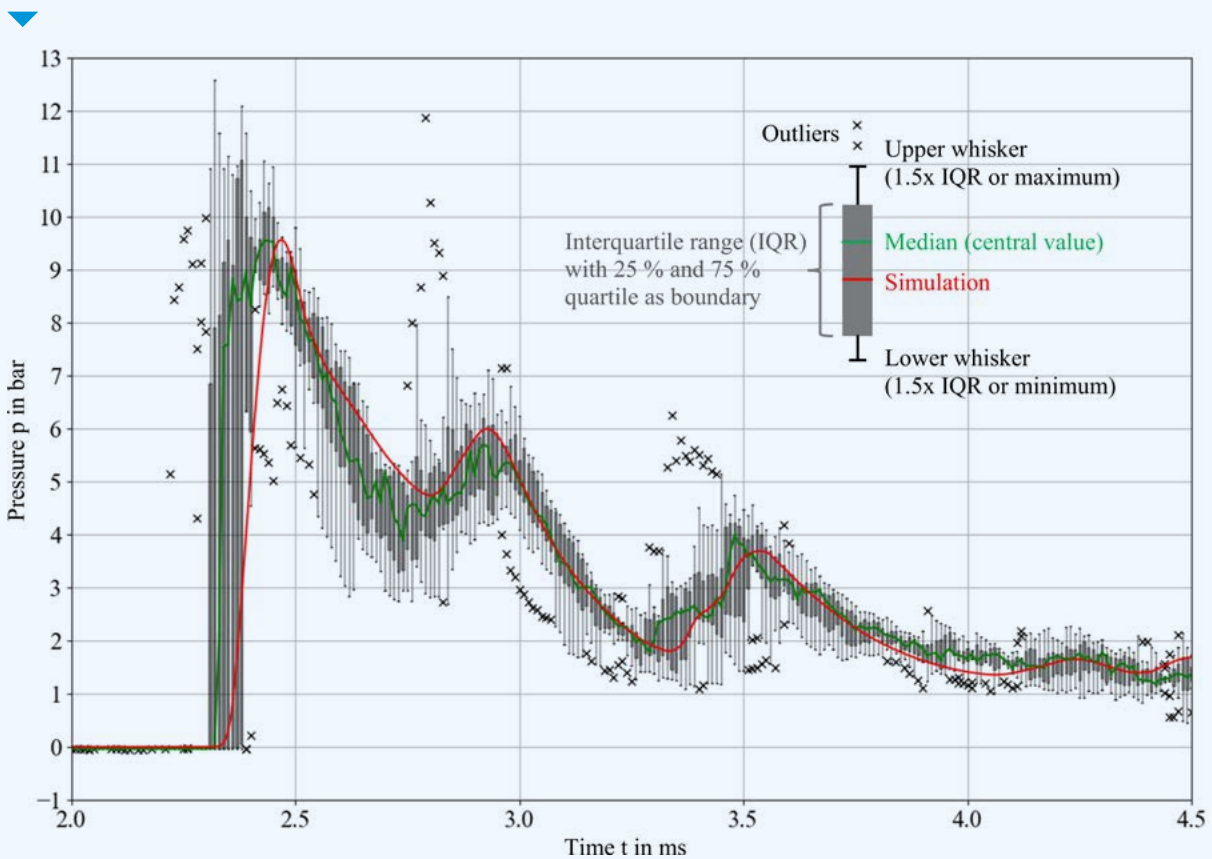 13
12
11
10
9
8
7
6
5
4
3
2
1
0
−1
Pressure p in bar
Outliers
Upper whisker
(1.5x IQR or maximum)
Interquartile range (IQR)
with 25 % and 75 %
quartile as boundary
Median (central value)
Simulation
Lower whisker
(1.5x IQR or minimum)
2.0 2.5 3.0 3.5 4.0 4.5
Time t in ms